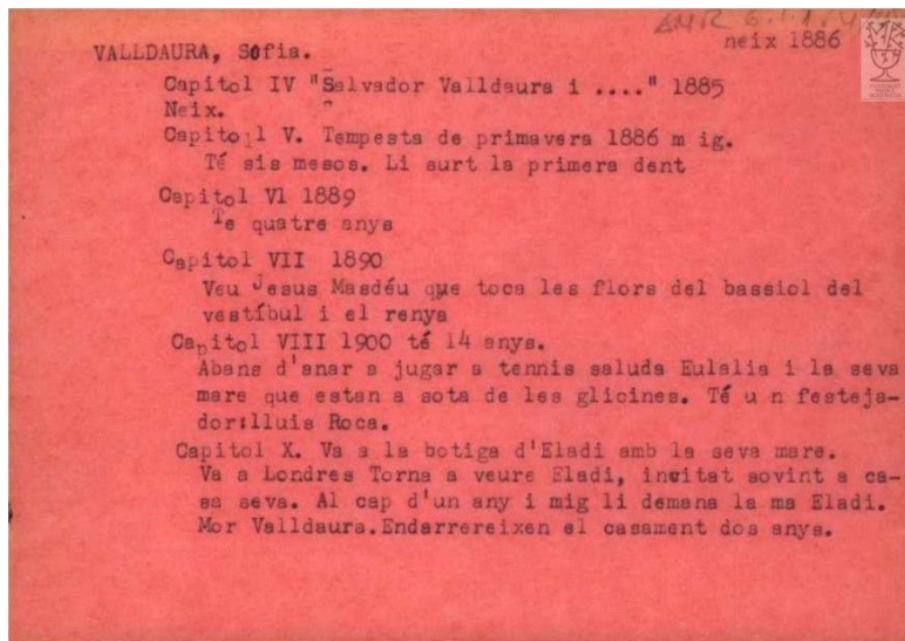 AMR 6.1.1.4
neix 1886
VALLDAURA, Sofia.
Capitol IV "Salvador Valldaura i ...." 1885
Neix.
Capitol V. Tempesta de primavera 1886 m ig.
Té sis mesos. Li surt la primera dent
Capitol Vl 1889
Te quatre anys
Capitol VII 1890
Veu Jesus Masdéu que toca les flors del bassiol del
vestíbul i el renya
Capitol VIII 1900 té 14 anys.
Abans d'anar a jugar a tennis saluda Eulalia i la seva
mare que estan a sota de les glicines. Té u n festeja-
dor:lluis Roca.
Capitol X. Va a la botiga d'Eladi amb la seva mare.
Va a Londres Torna a veure Eladi, invitat sovint a ca-
sa seva. Al cap d'un any i mig li demana la ma Eladi.
Mor Valldaura.Endarrereixen el casament dos anys.